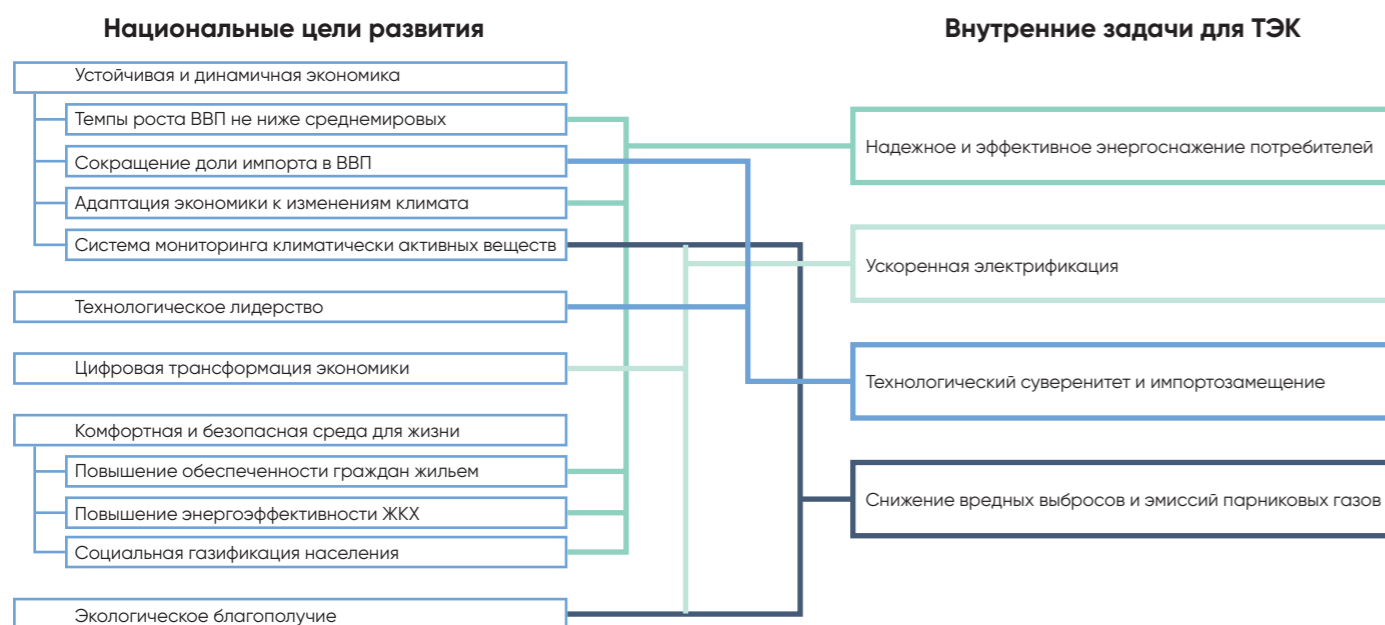 Национальные цели развития
Устойчивая и динамичная экономика
Темпы роста ВВП не ниже среднемировых
Сокращение доли импорта в ВВП
Адаптация экономики к изменениям климата
Система мониторинга климатически активных веществ
Технологическое лидерство
Цифровая трансформация экономики
Комфортная и безопасная среда для жизни
Повышение обеспеченности граждан жильем
Повышение энергоэффективности ЖКХ
Социальная газификация населения
Экологическое благополучие
Внутренние задачи для ТЭК
Надежное и эффективное энергоснажение потребителей
Ускоренная электрификация
Технологический суверенитет и импортозамещение
Снижение вредных выбросов и эмиссий парниковых газов